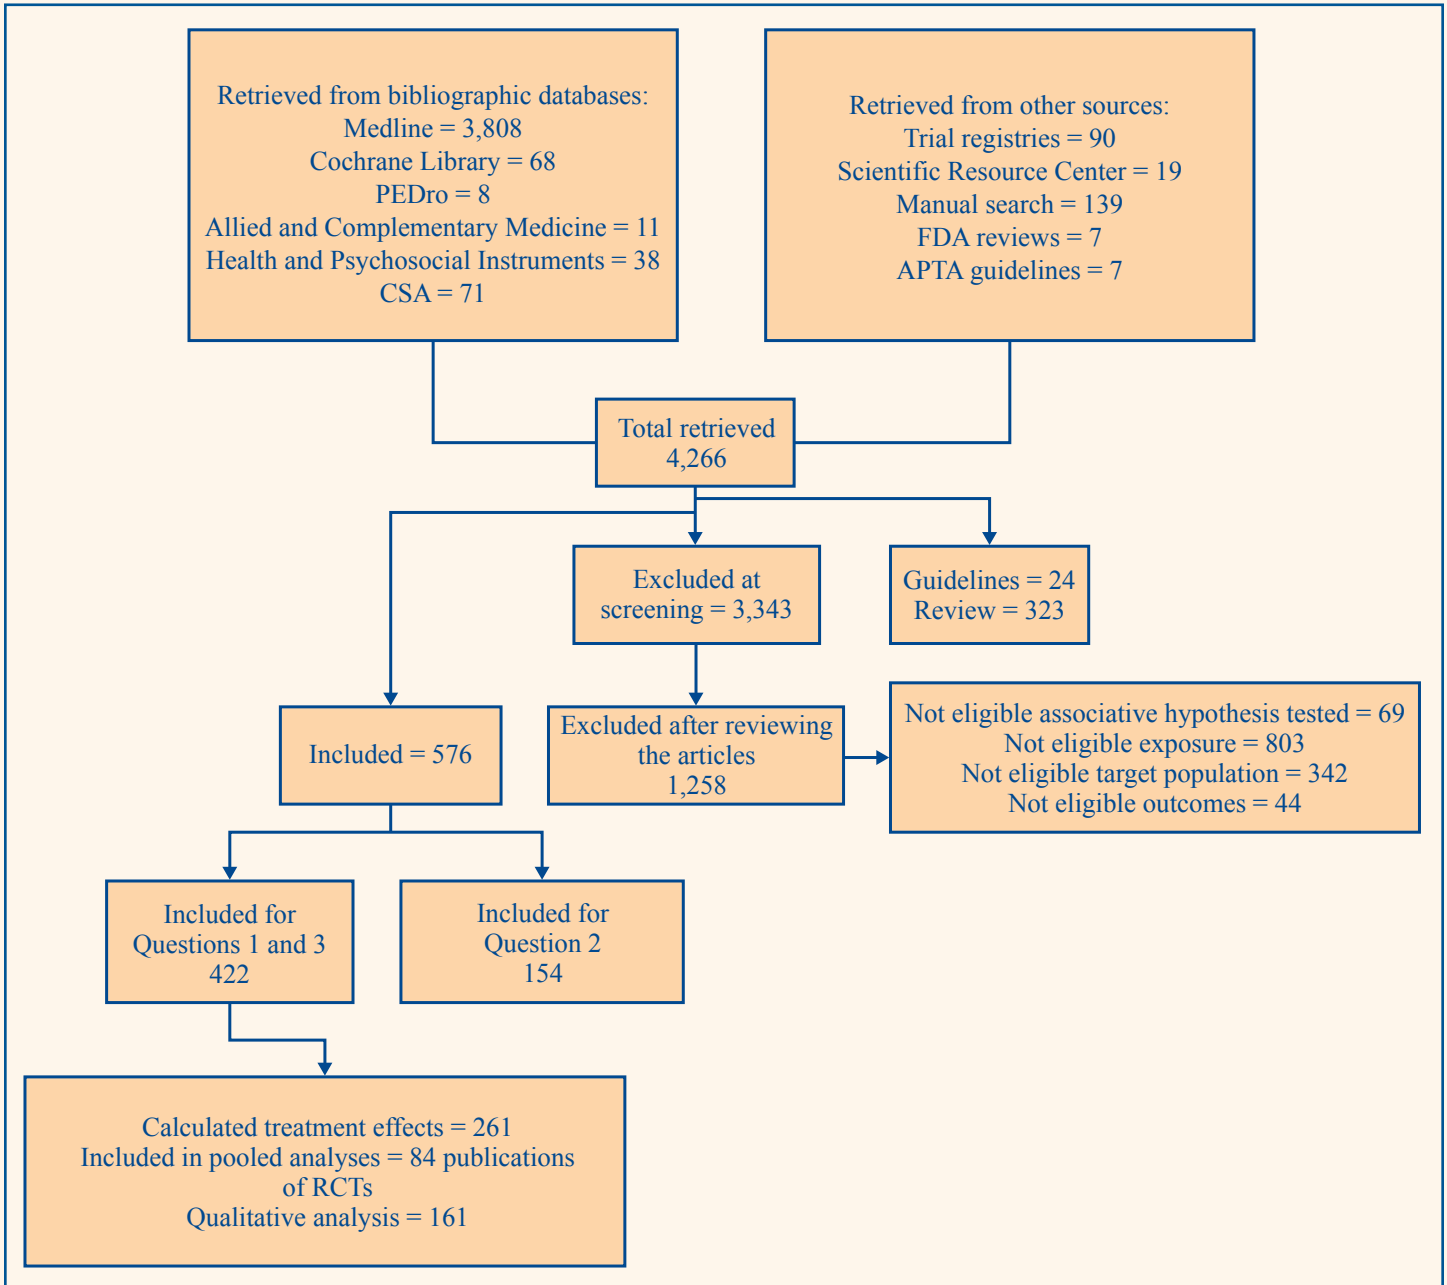 Retrieved from bibliographic databases:
Medline = 3,808
Cochrane Library = 68
PEDro = 8
Allied and Complementary Medicine = 11
Health and Psychosocial Instruments = 38
CSA = 71
Retrieved from other sources:
Trial registries = 90
Scientific Resource Center = 19
Manual search = 139
FDA reviews = 7
APTA guidelines = 7
Total retrieved
4,266
Excluded at
screening = 3,343
Guidelines = 24
Review = 323
Included = 576
Excluded after reviewing
the articles
1,258
Not eligible associative hypothesis tested = 69
Not eligible exposure = 803
Not eligible target population = 342
Not eligible outcomes = 44
Included for
Questions 1 and 3
422
Included for
Question 2
154
Calculated treatment effects = 261
Included in pooled analyses = 84 publications
of RCTs
Qualitative analysis = 161